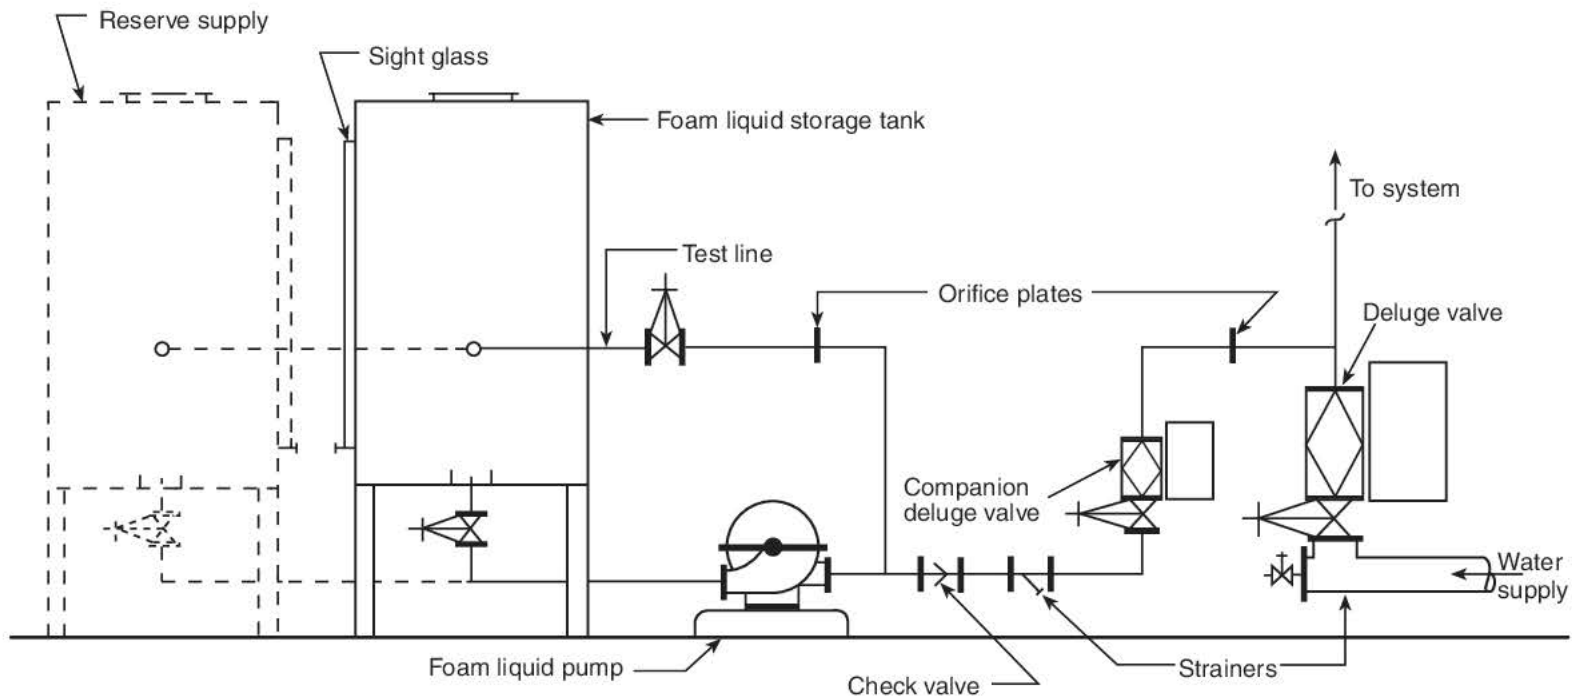 Reserve supply
Sight glass
Foam liquid storage tank
To system
Test line
Orifice plates
Deluge valve
Companion
deluge valve
Water
supply
Foam liquid pump
Strainers
Check valve